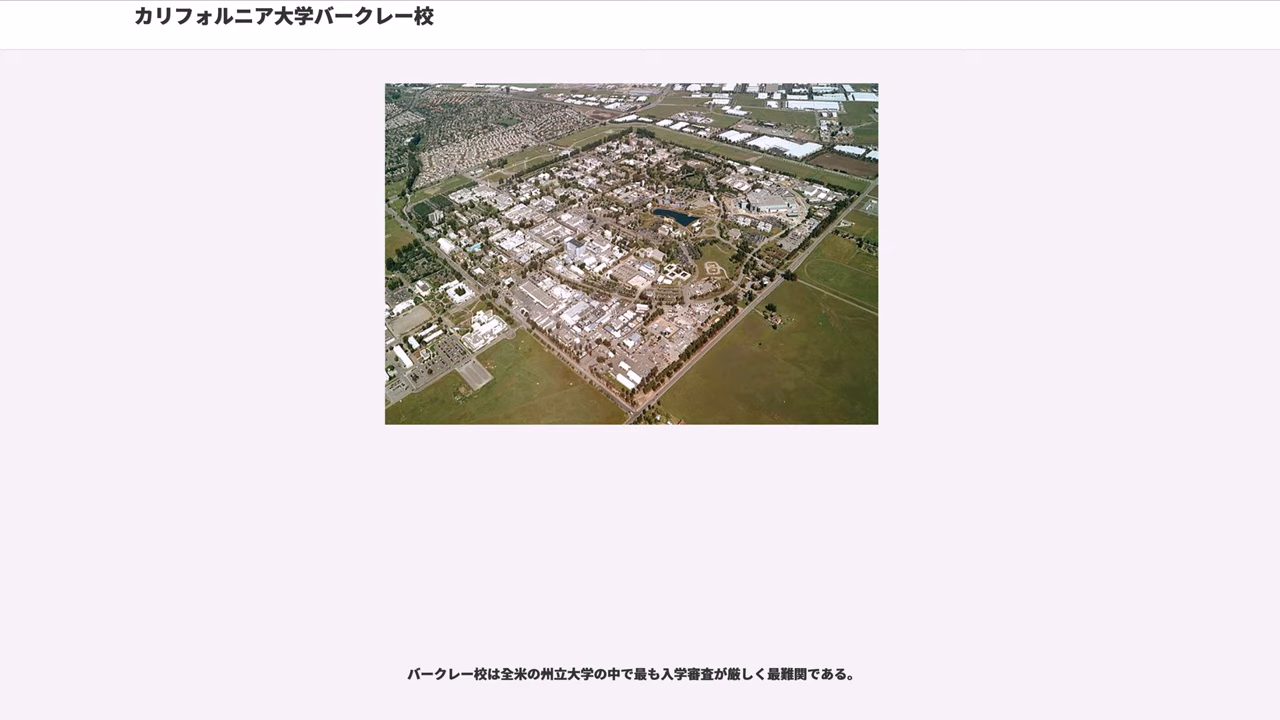 カリフォルニア大学バークレー校
バークレー校は全米の州立大学の中で最も入学審査が厳しく最難関である。